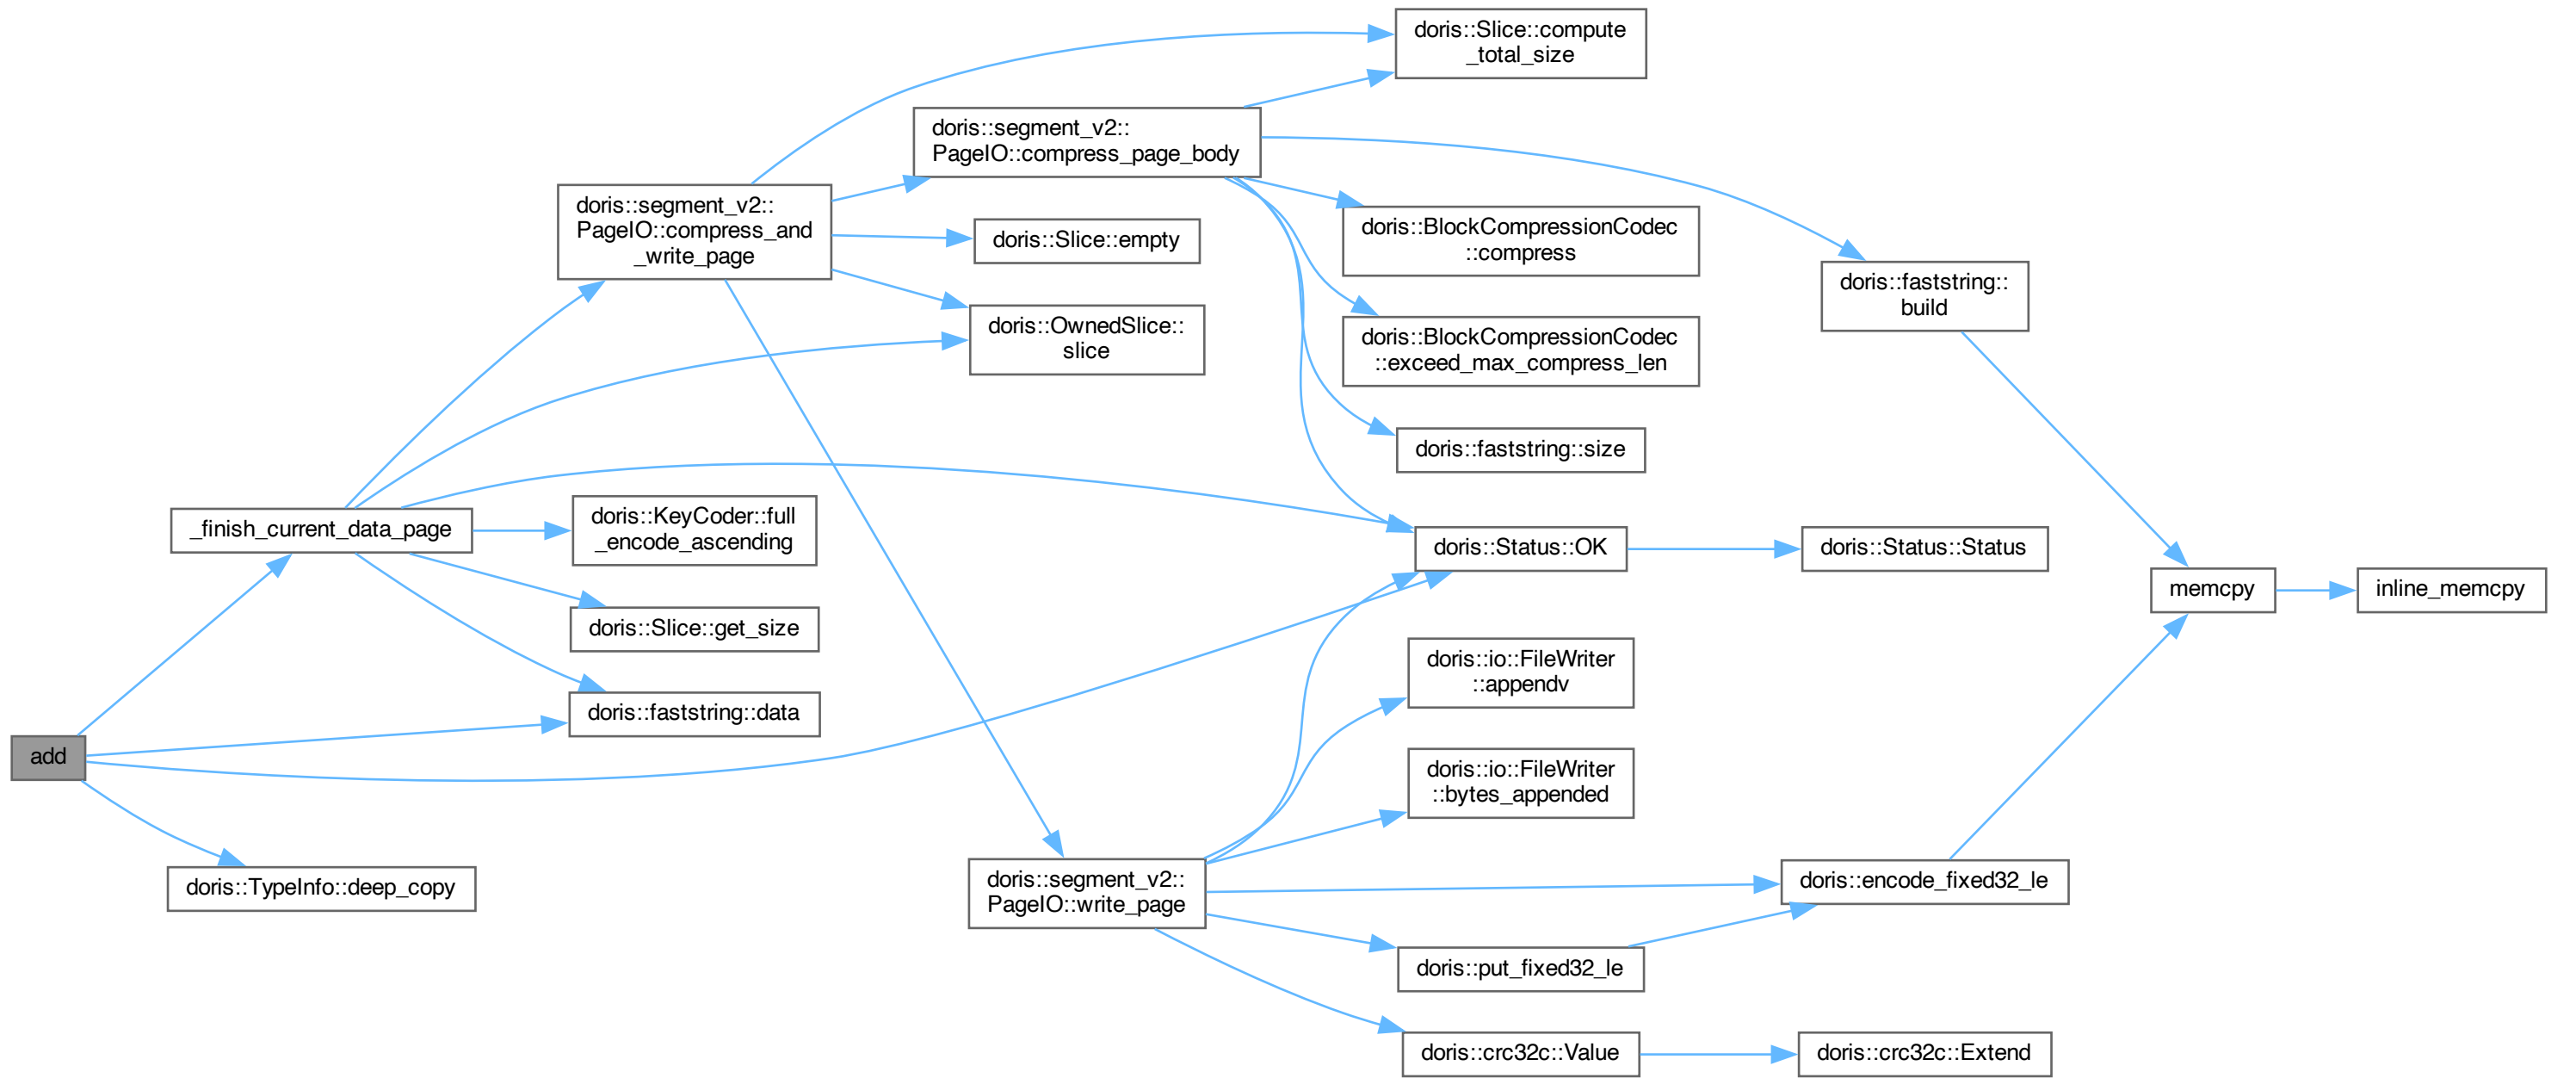 add
_finish_current_data_page
doris::segment_v2::
PageIO::compress_and
_write_page
doris::Slice::compute
_total_size
doris::segment_v2::
PageIO::compress_page_body
doris::BlockCompressionCodec
::compress
doris::BlockCompressionCodec
::exceed_max_compress_len
doris::faststring::
build
memcpy
inline_memcpy
doris::faststring::size
doris::Status::OK
doris::Status::Status
doris::Slice::empty
doris::OwnedSlice::
slice
doris::segment_v2::
PageIO::write_page
doris::io::FileWriter
::appendv
doris::io::FileWriter
::bytes_appended
doris::encode_fixed32_le
doris::put_fixed32_le
doris::crc32c::Value
doris::crc32c::Extend
doris::KeyCoder::full
_encode_ascending
doris::Slice::get_size
doris::faststring::data
doris::TypeInfo::deep_copy